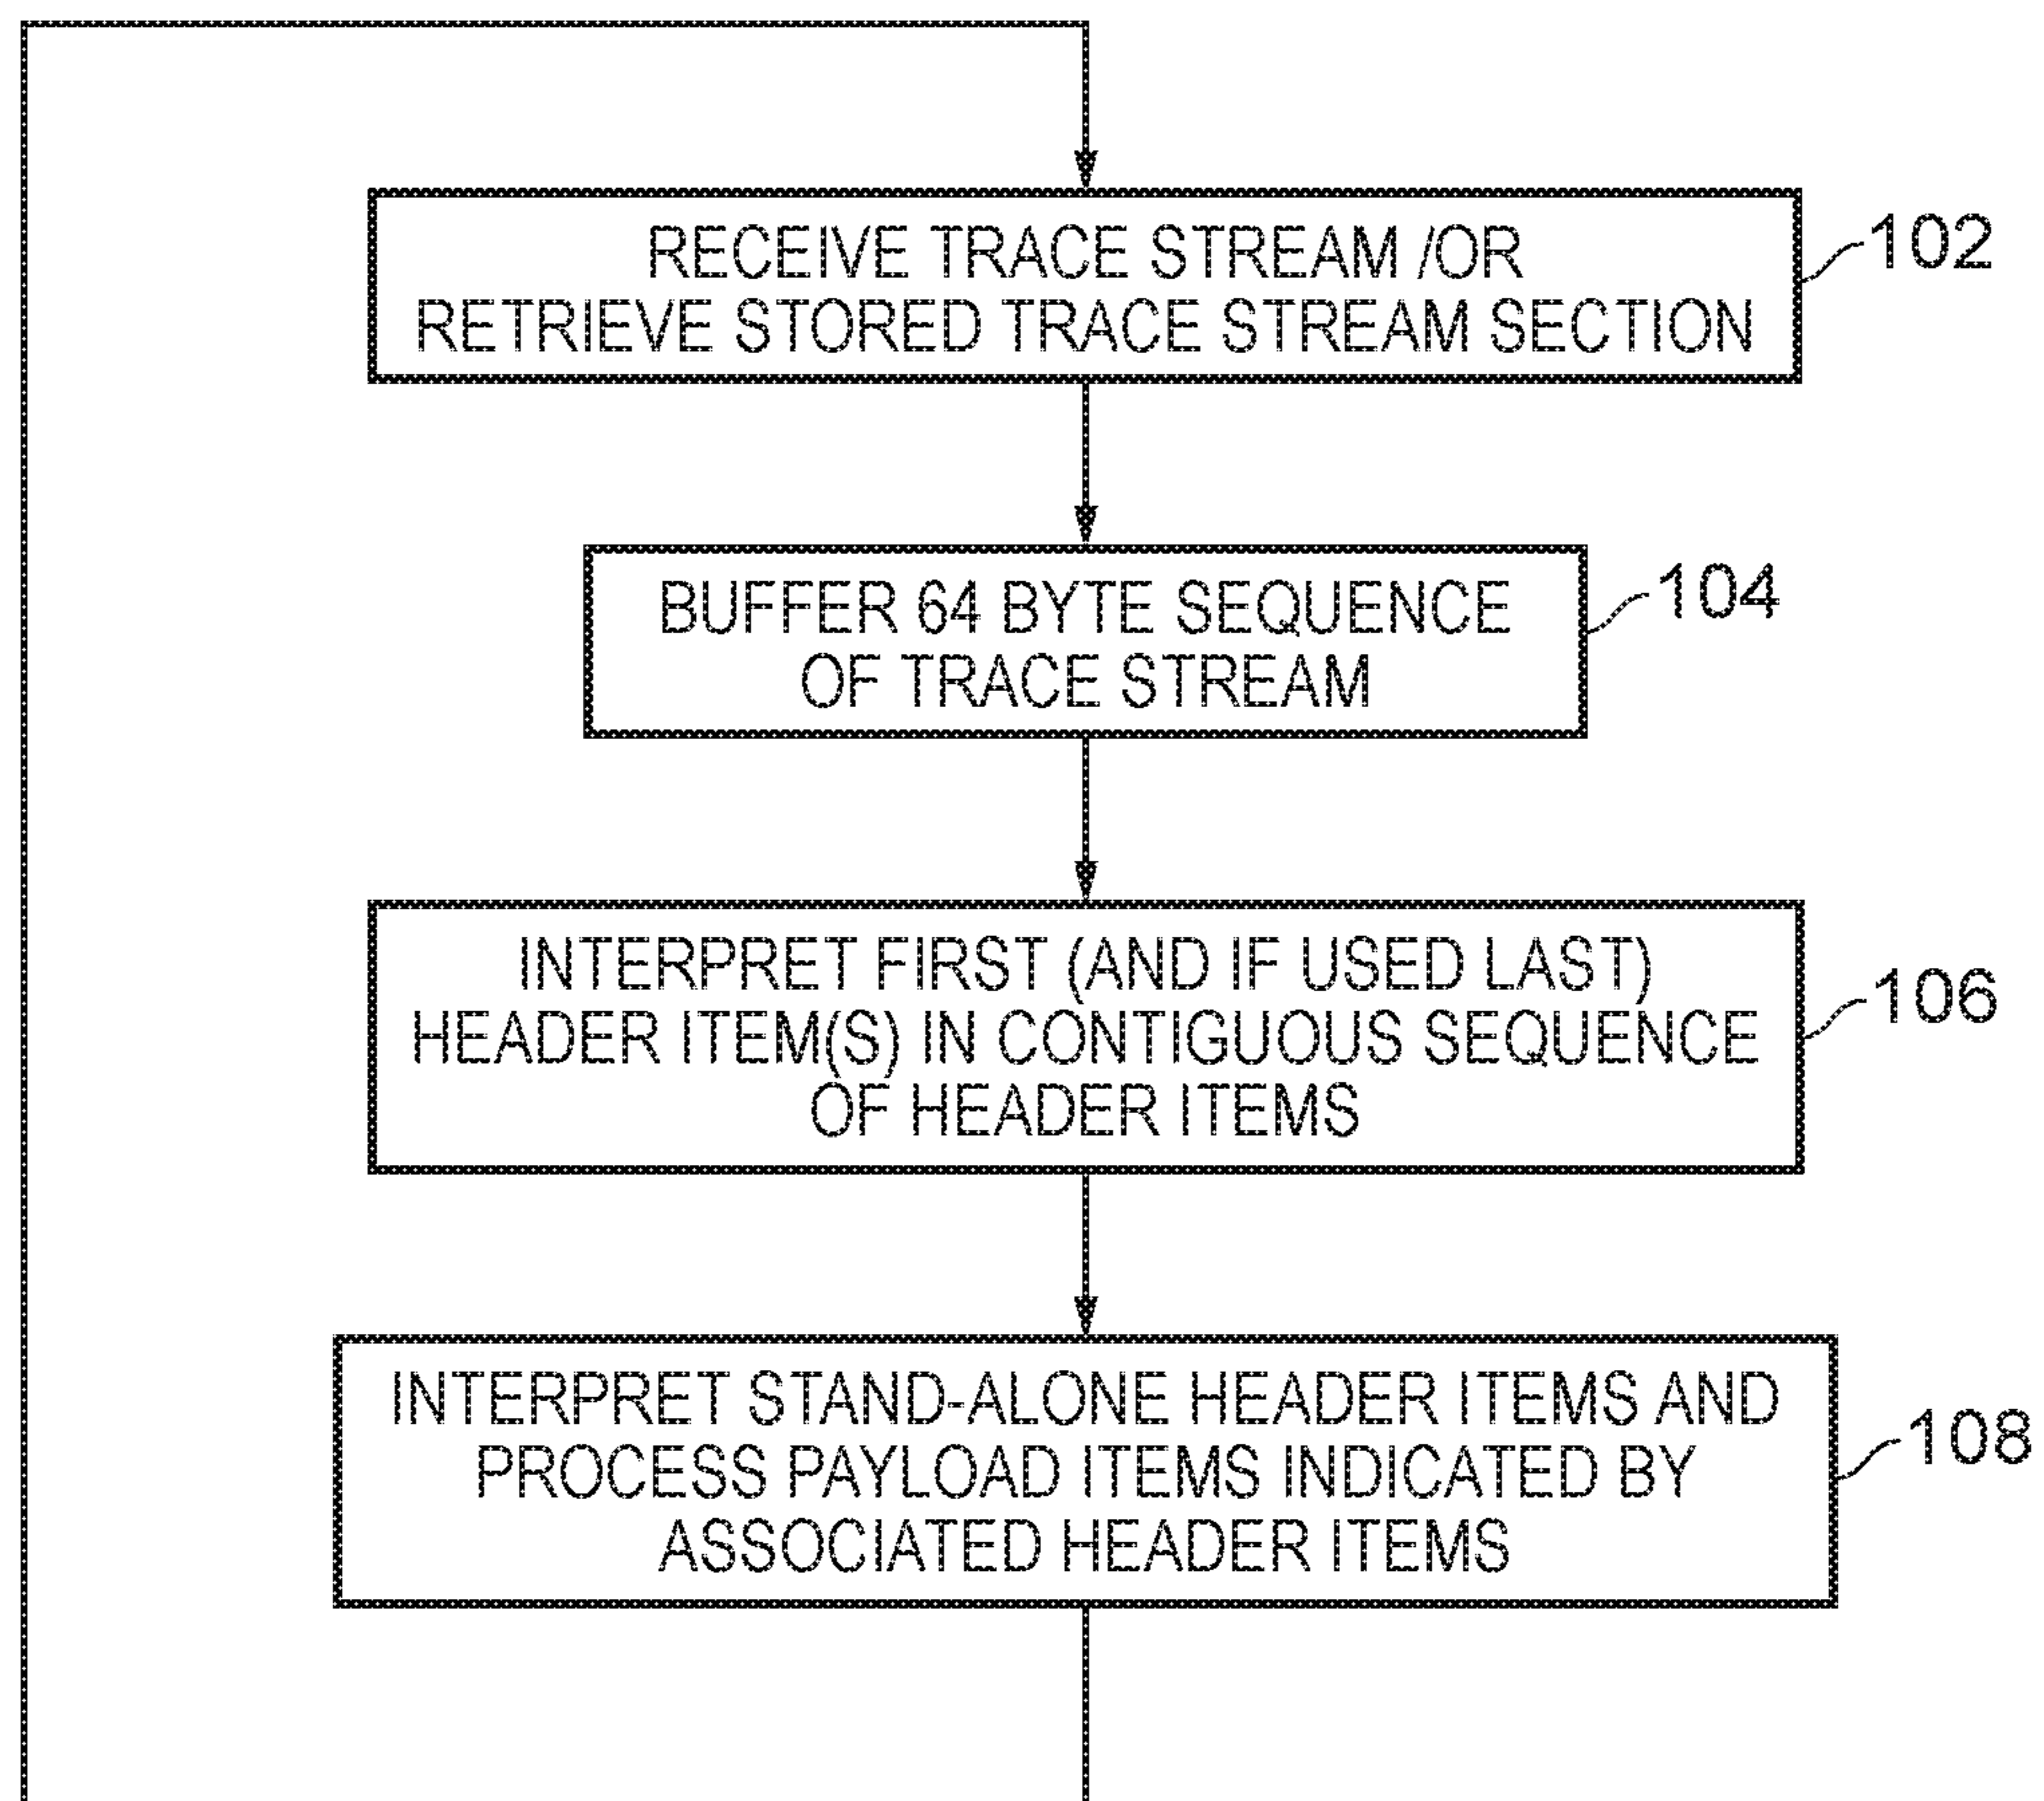 RECEIVE TRACE STREAM /OR
RETRIEVE STORED TRACE STREAM SECTION
102
BUFFER 64 BYTE SEQUENCE
OF TRACE STREAM
104
INTERPRET FIRST (AND IF USED LAST)
HEADER ITEM(S) IN CONTIGUOUS SEQUENCE
OF HEADER ITEMS
106
INTERPRET STAND-ALONE HEADER ITEMS AND
PROCESS PAYLOAD ITEMS INDICATED BY
ASSOCIATED HEADER ITEMS
108